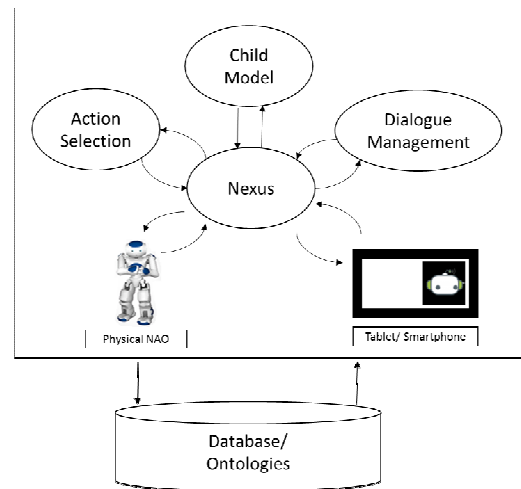 Child
Model
Action
Selection
Dialogue
Management
Nexus
Physical NAO
Tablet/ Smartphone
Database/
Ontologies